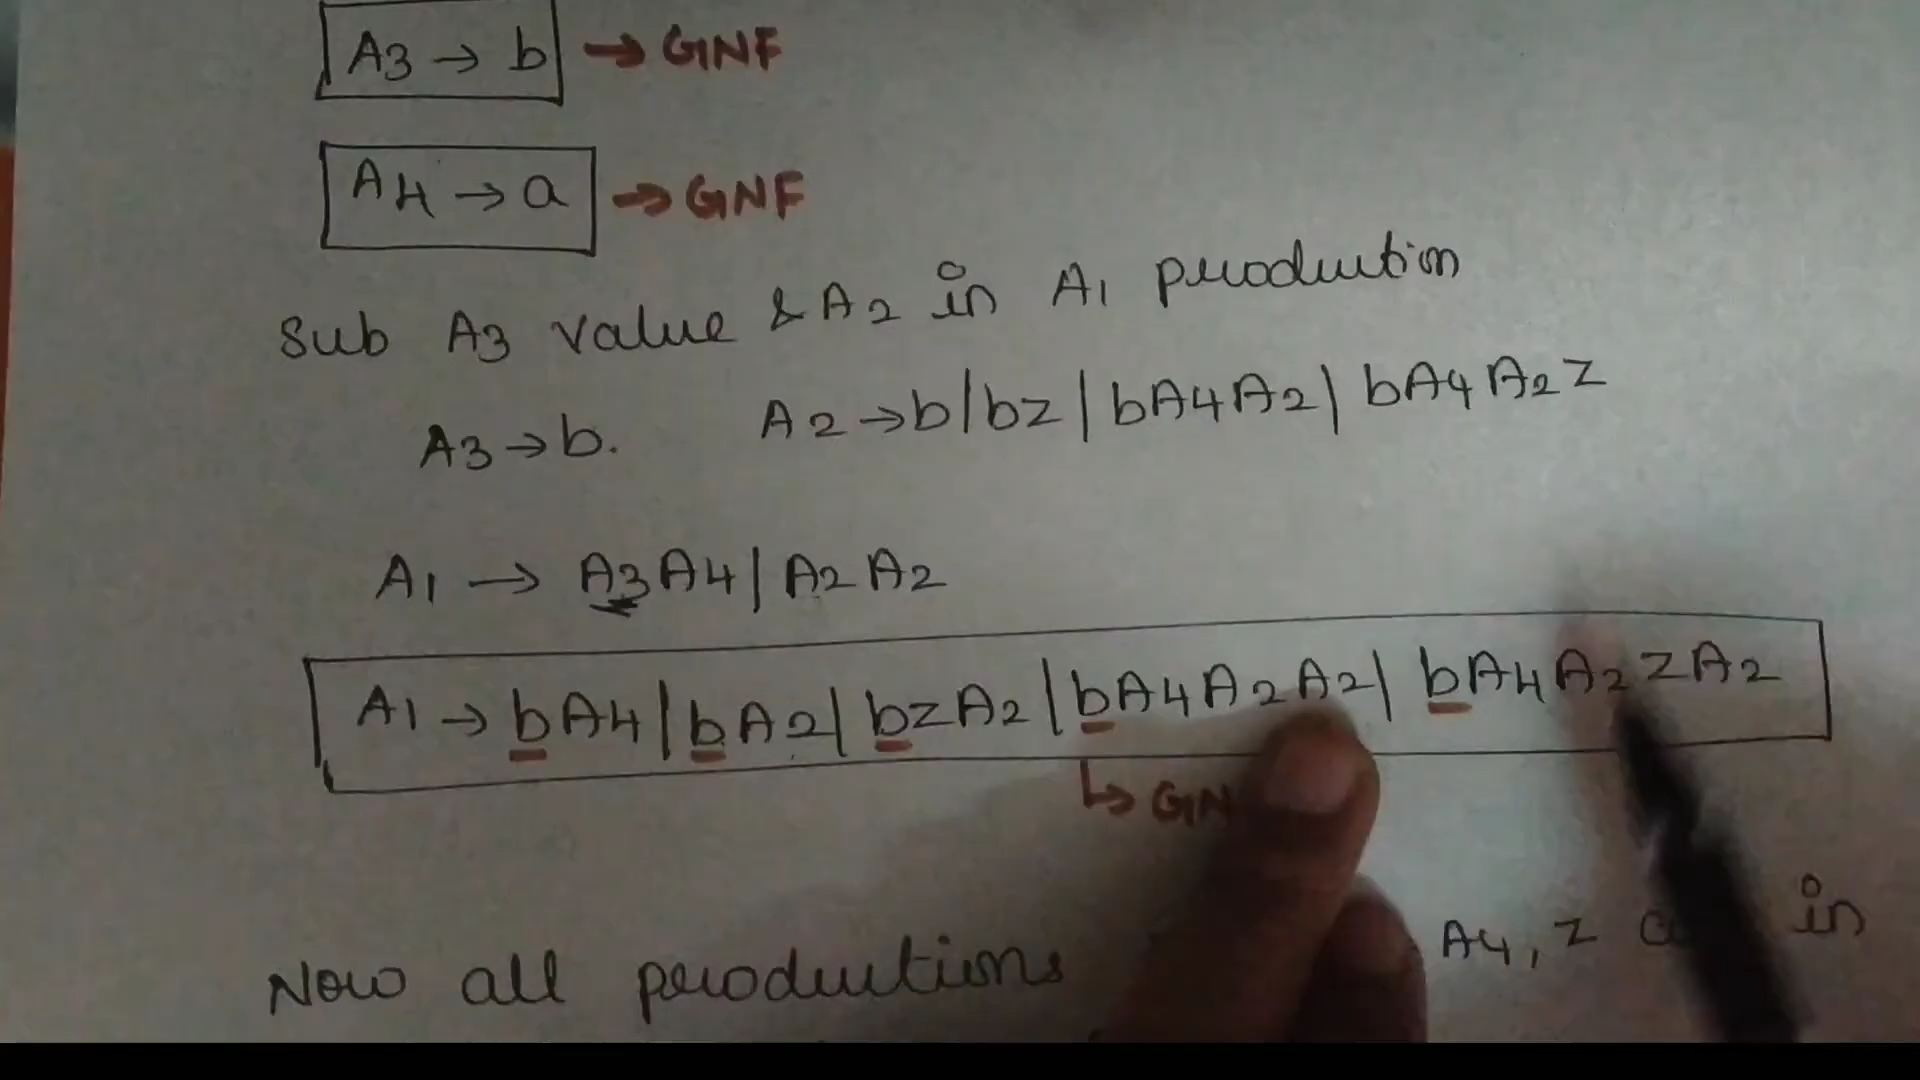 A3 → b → GNF
A4 → a → GNF
Sub A3 value & A2 in A1 production
A3 → b. A2 → b | bz | bA4A2 | bA4A2z
A1 → A3A4 | A2A2
A1 → bA4 | bA2 | bzA2 | bA4A2A2 | bA4A2zA2
↳ GN
Now all productions A4, z in